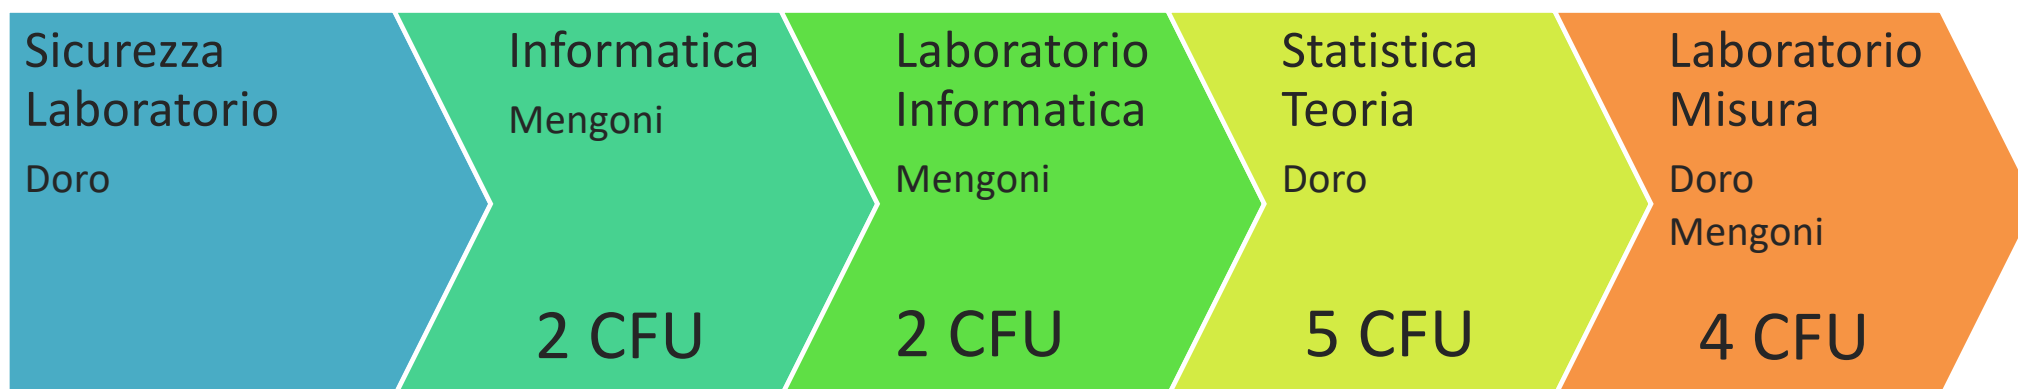 Sicurezza
Laboratorio
Doro
Informatica
Mengoni
2 CFU
Laboratorio
Informatica
Mengoni
2 CFU
Statistica
Teoria
Doro
5 CFU
Laboratorio
Misura
Doro
Mengoni
4 CFU